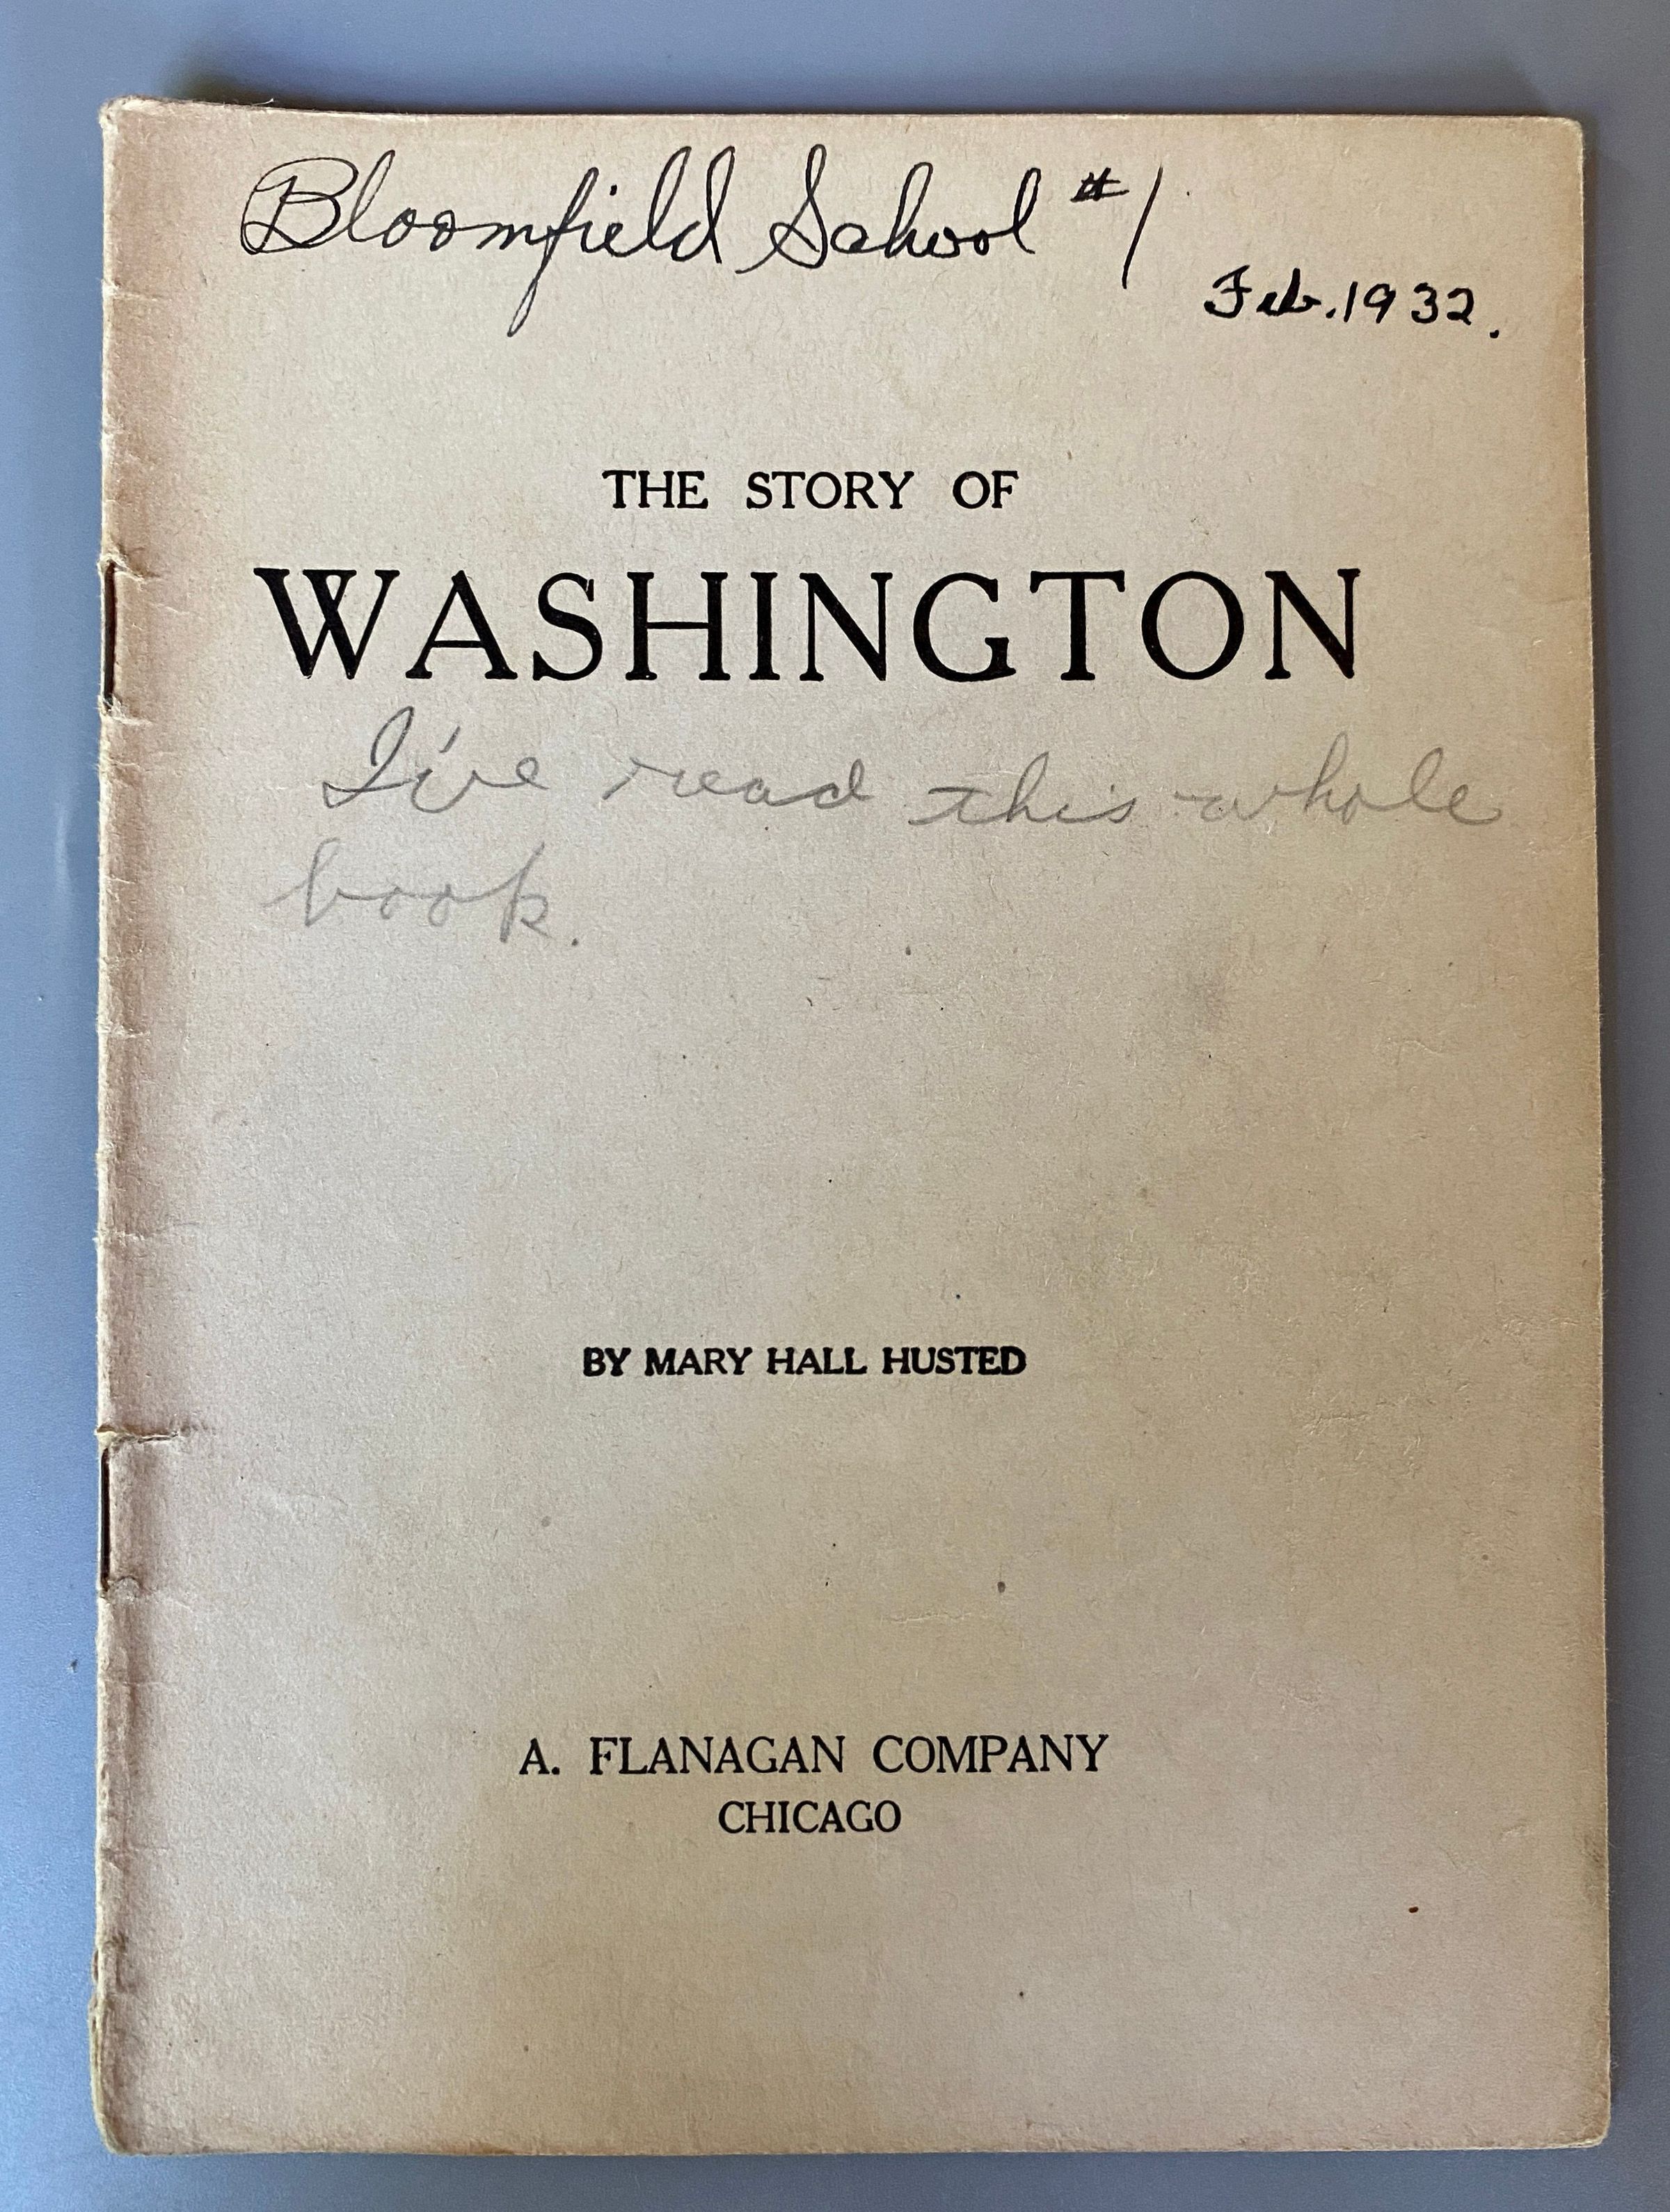 Bloomfield School #1
Feb. 1932.
THE STORY OF
WASHINGTON
I've read this whole
book.
BY MARY HALL HUSTED
A. FLANAGAN COMPANY
CHICAGO